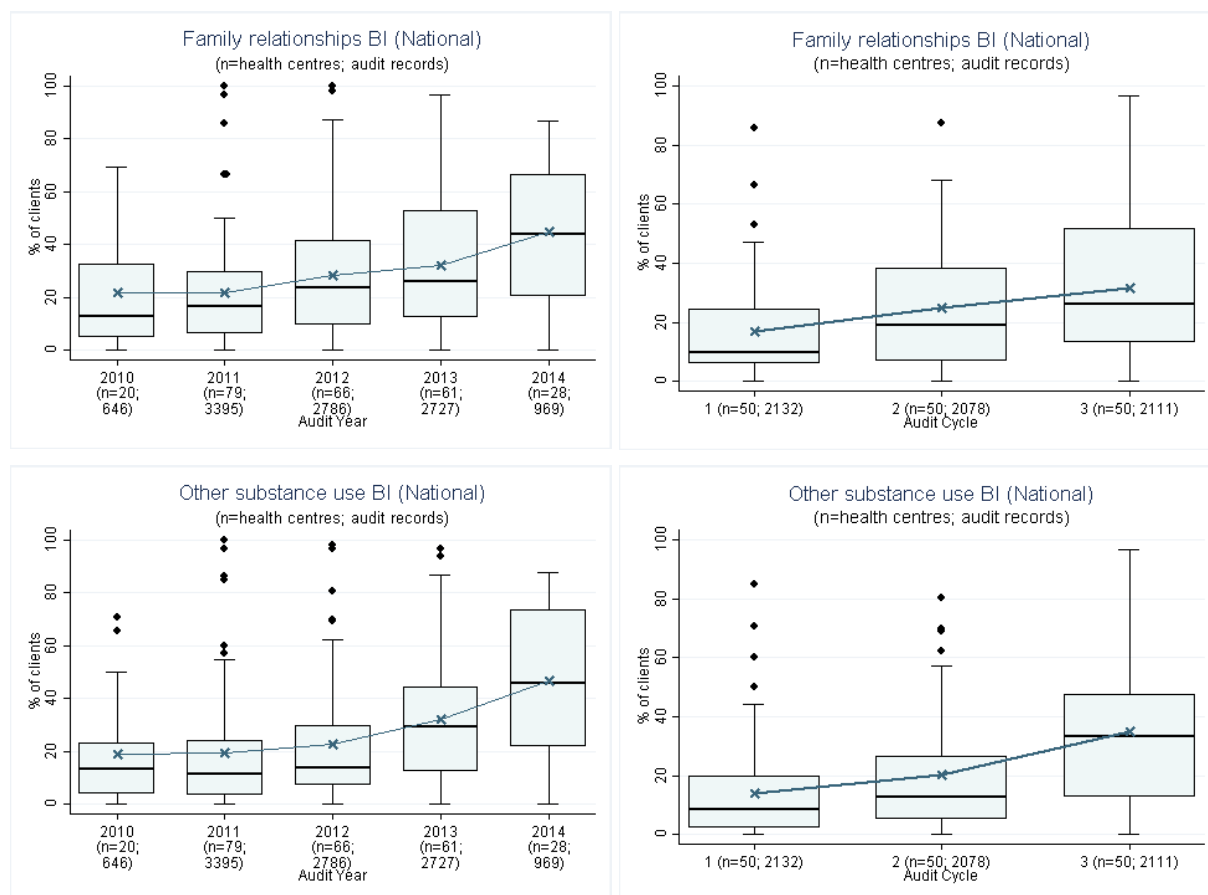 Family relationships BI (National)
(n=health centres; audit records)
% of clients
100
80
60
40
20
0
2010 2011 2012 2013 2014
(n=20; (n=79; (n=66; (n=61; (n=28;
646) 3395) 2786) 2727) 969)
Audit Year
Family relationships BI (National)
(n=health centres; audit records)
% of clients
100
80
60
40
20
0
1 (n=50; 2132) 2 (n=50; 2078) 3 (n=50; 2111)
Audit Cycle
Other substance use BI (National)
(n=health centres; audit records)
% of clients
100
80
60
40
20
0
2010 2011 2012 2013 2014
(n=20; (n=79; (n=66; (n=61; (n=28;
646) 3395) 2786) 2727) 969)
Audit Year
Other substance use BI (National)
(n=health centres; audit records)
% of clients
100
80
60
40
20
0
1 (n=50; 2132) 2 (n=50; 2078) 3 (n=50; 2111)
Audit Cycle